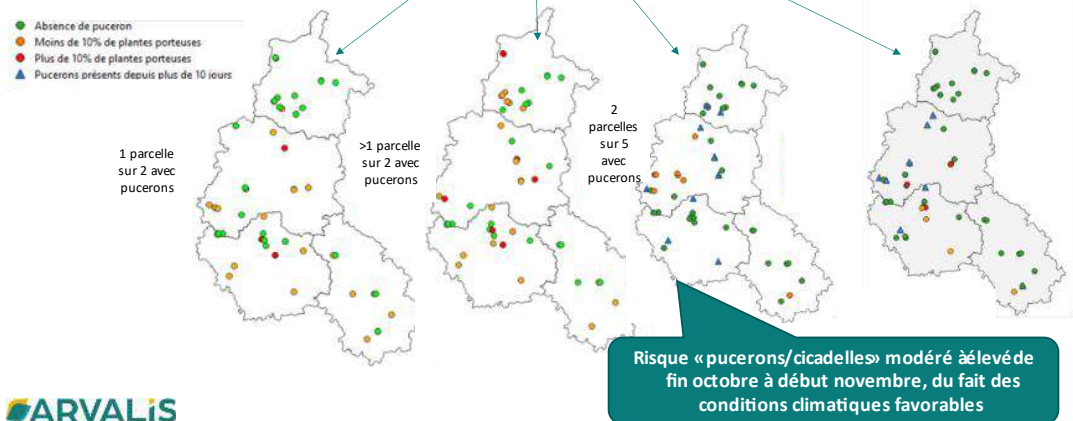 Absence de puceron
Moins de 10% de plantes porteuses
Plus de 10% de plantes porteuses
Pucerons présents depuis plus de 10 jours
1 parcelle
sur 2 avec
pucerons
>1 parcelle
sur 2 avec
pucerons
2
parcelles
sur 5
avec
pucerons
Risque « pucerons/cicadelles» modéré àélevé de
fin octobre à début novembre, du fait des
conditions climatiques favorables
ARVALIS